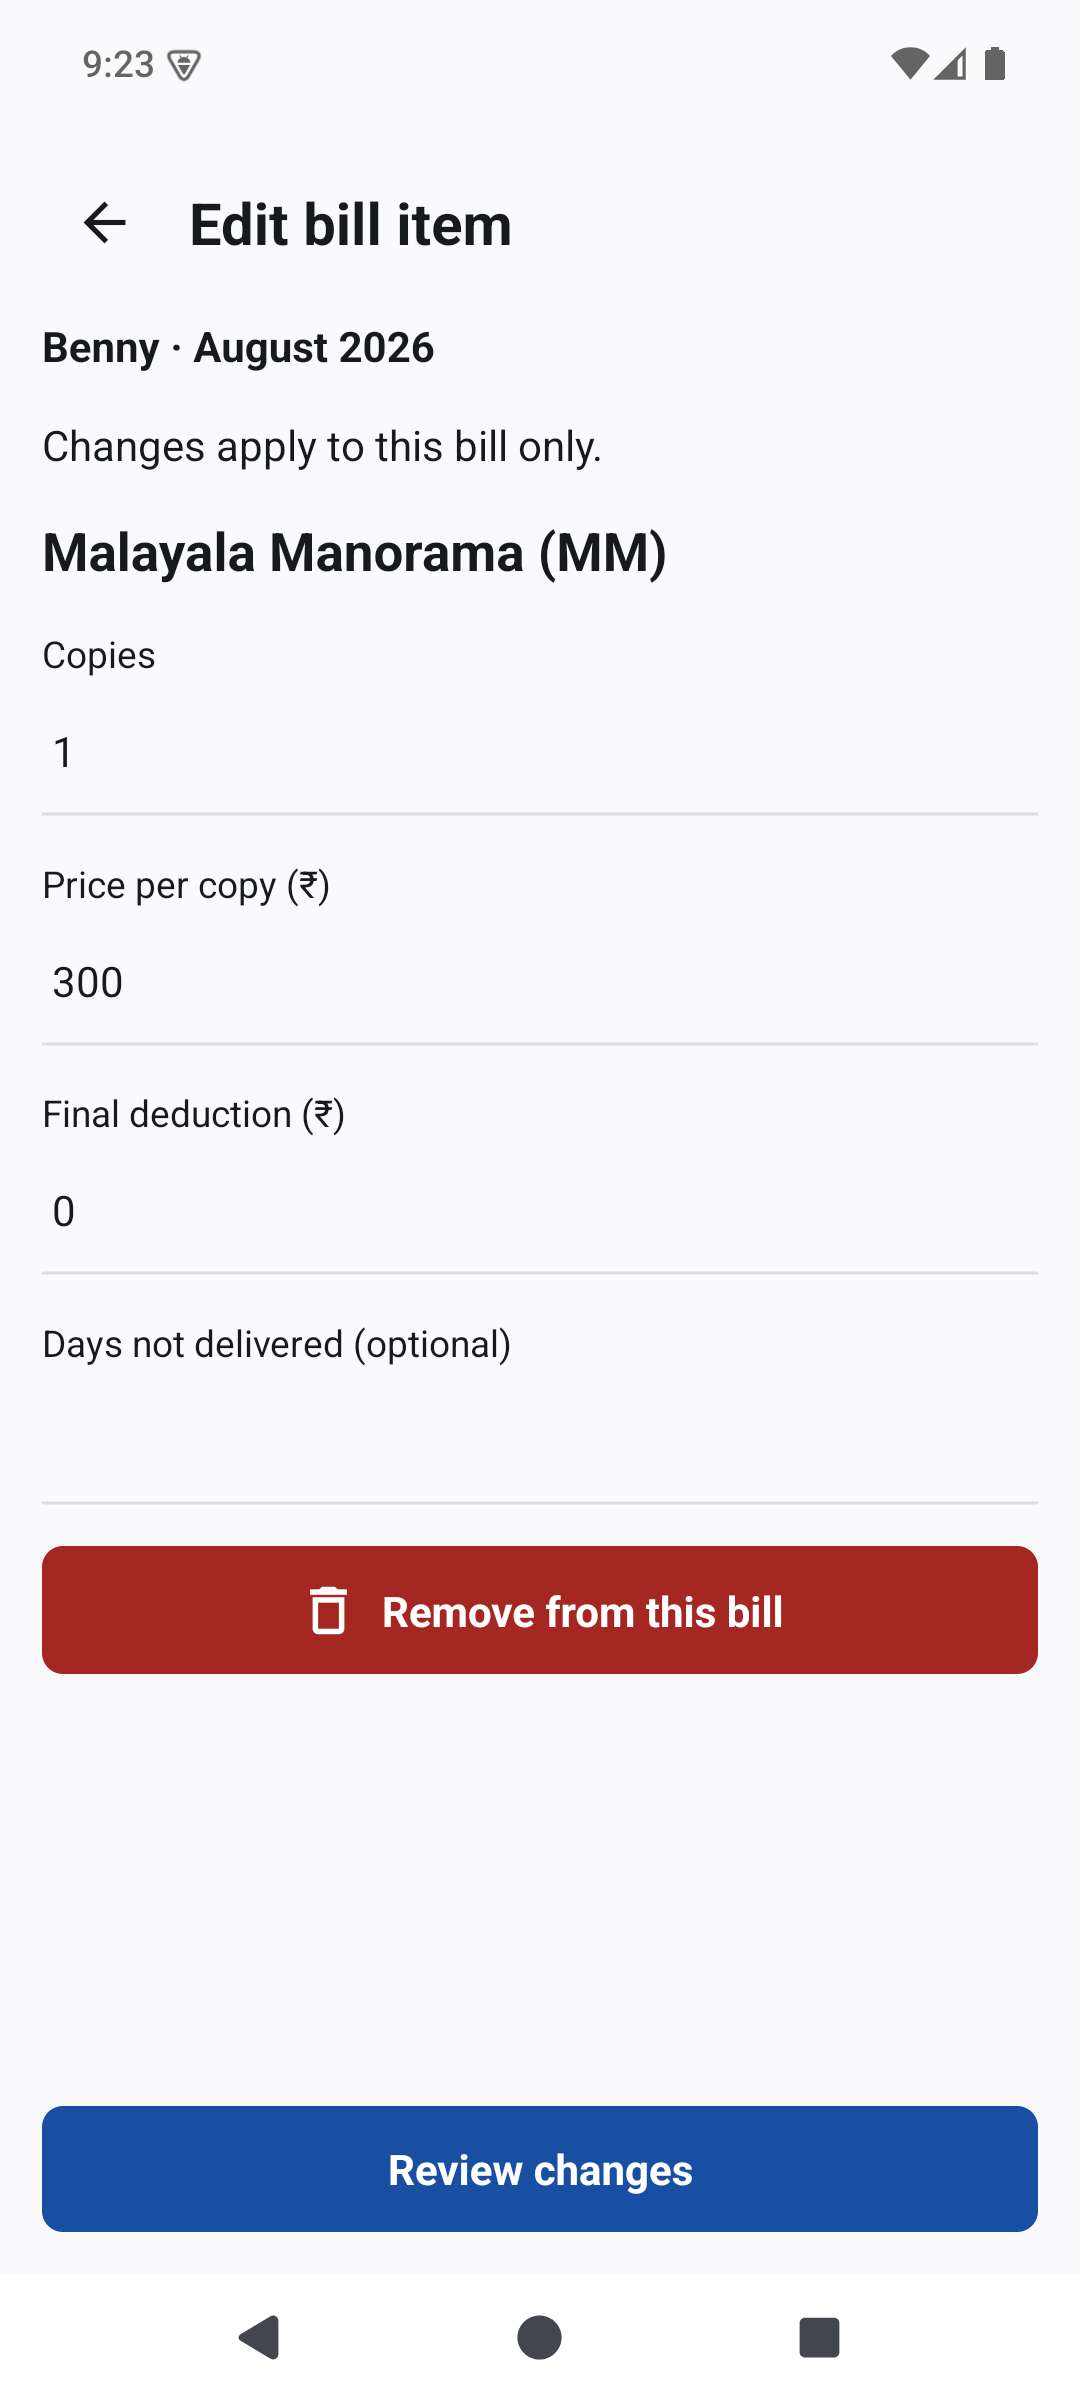 9:23
Edit bill item
Benny · August 2026
Changes apply to this bill only.
Malayala Manorama (MM)
Copies
1
Price per copy (₹)
300
Final deduction (₹)
0
Days not delivered (optional)
Remove from this bill
Review changes